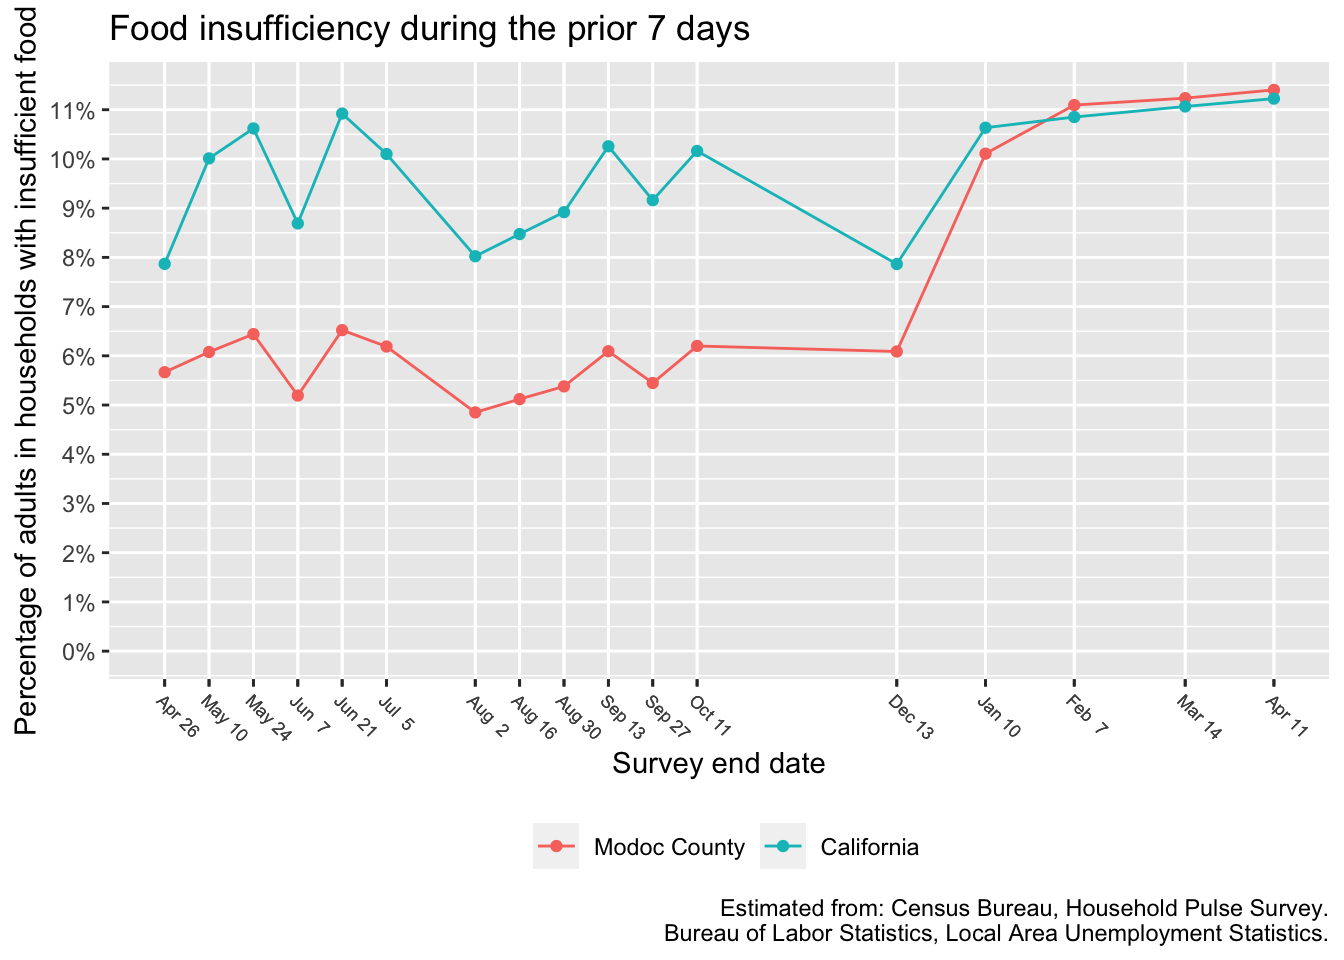 Food insufficiency during the prior 7 days
Percentage of adults in households with insufficient food
11%
10%
9%
8%
7%
6%
5%
4%
3%
2%
1%
0%
Apr 26
May 10
May 24
Jun 7
Jun 21
Jul 5
Aug 2
Aug 16
Aug 30
Sep 13
Sep 27
Oct 11
Dec 13
Jan 10
Feb 7
Mar 14
Apr 11
Survey end date
Modoc County
California
Estimated from: Census Bureau, Household Pulse Survey.
Bureau of Labor Statistics, Local Area Unemployment Statistics.